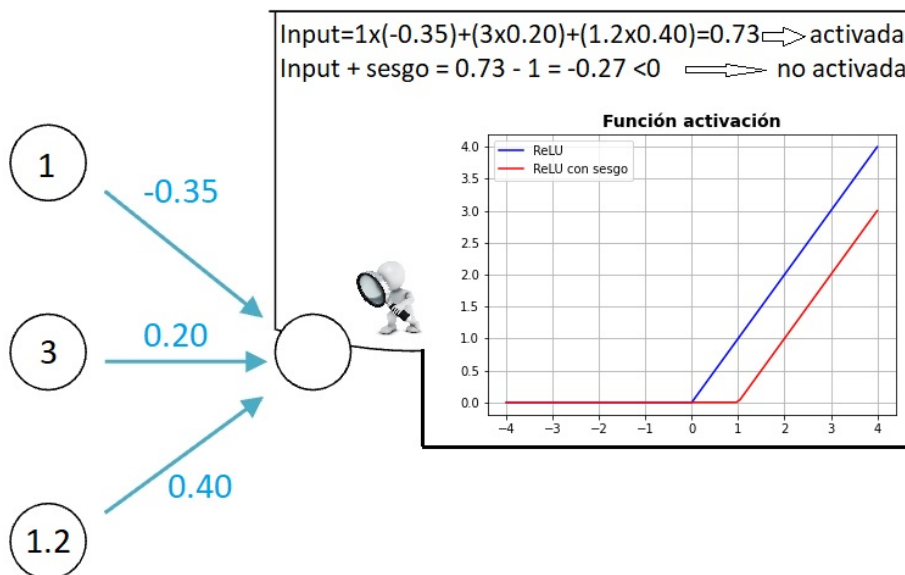 Input=1x(-0.35)+(3x0.20)+(1.2x0.40)=0.73 activada
Input + sesgo = 0.73 - 1 = -0.27 <0 no activada
Función activación
ReLU
ReLU con sesgo
4.0
3.5
3.0
2.5
2.0
1.5
1.0
0.5
0.0
−4 −3 −2 −1 0 1 2 3 4
1
-0.35
3
0.20
0.40
1.2